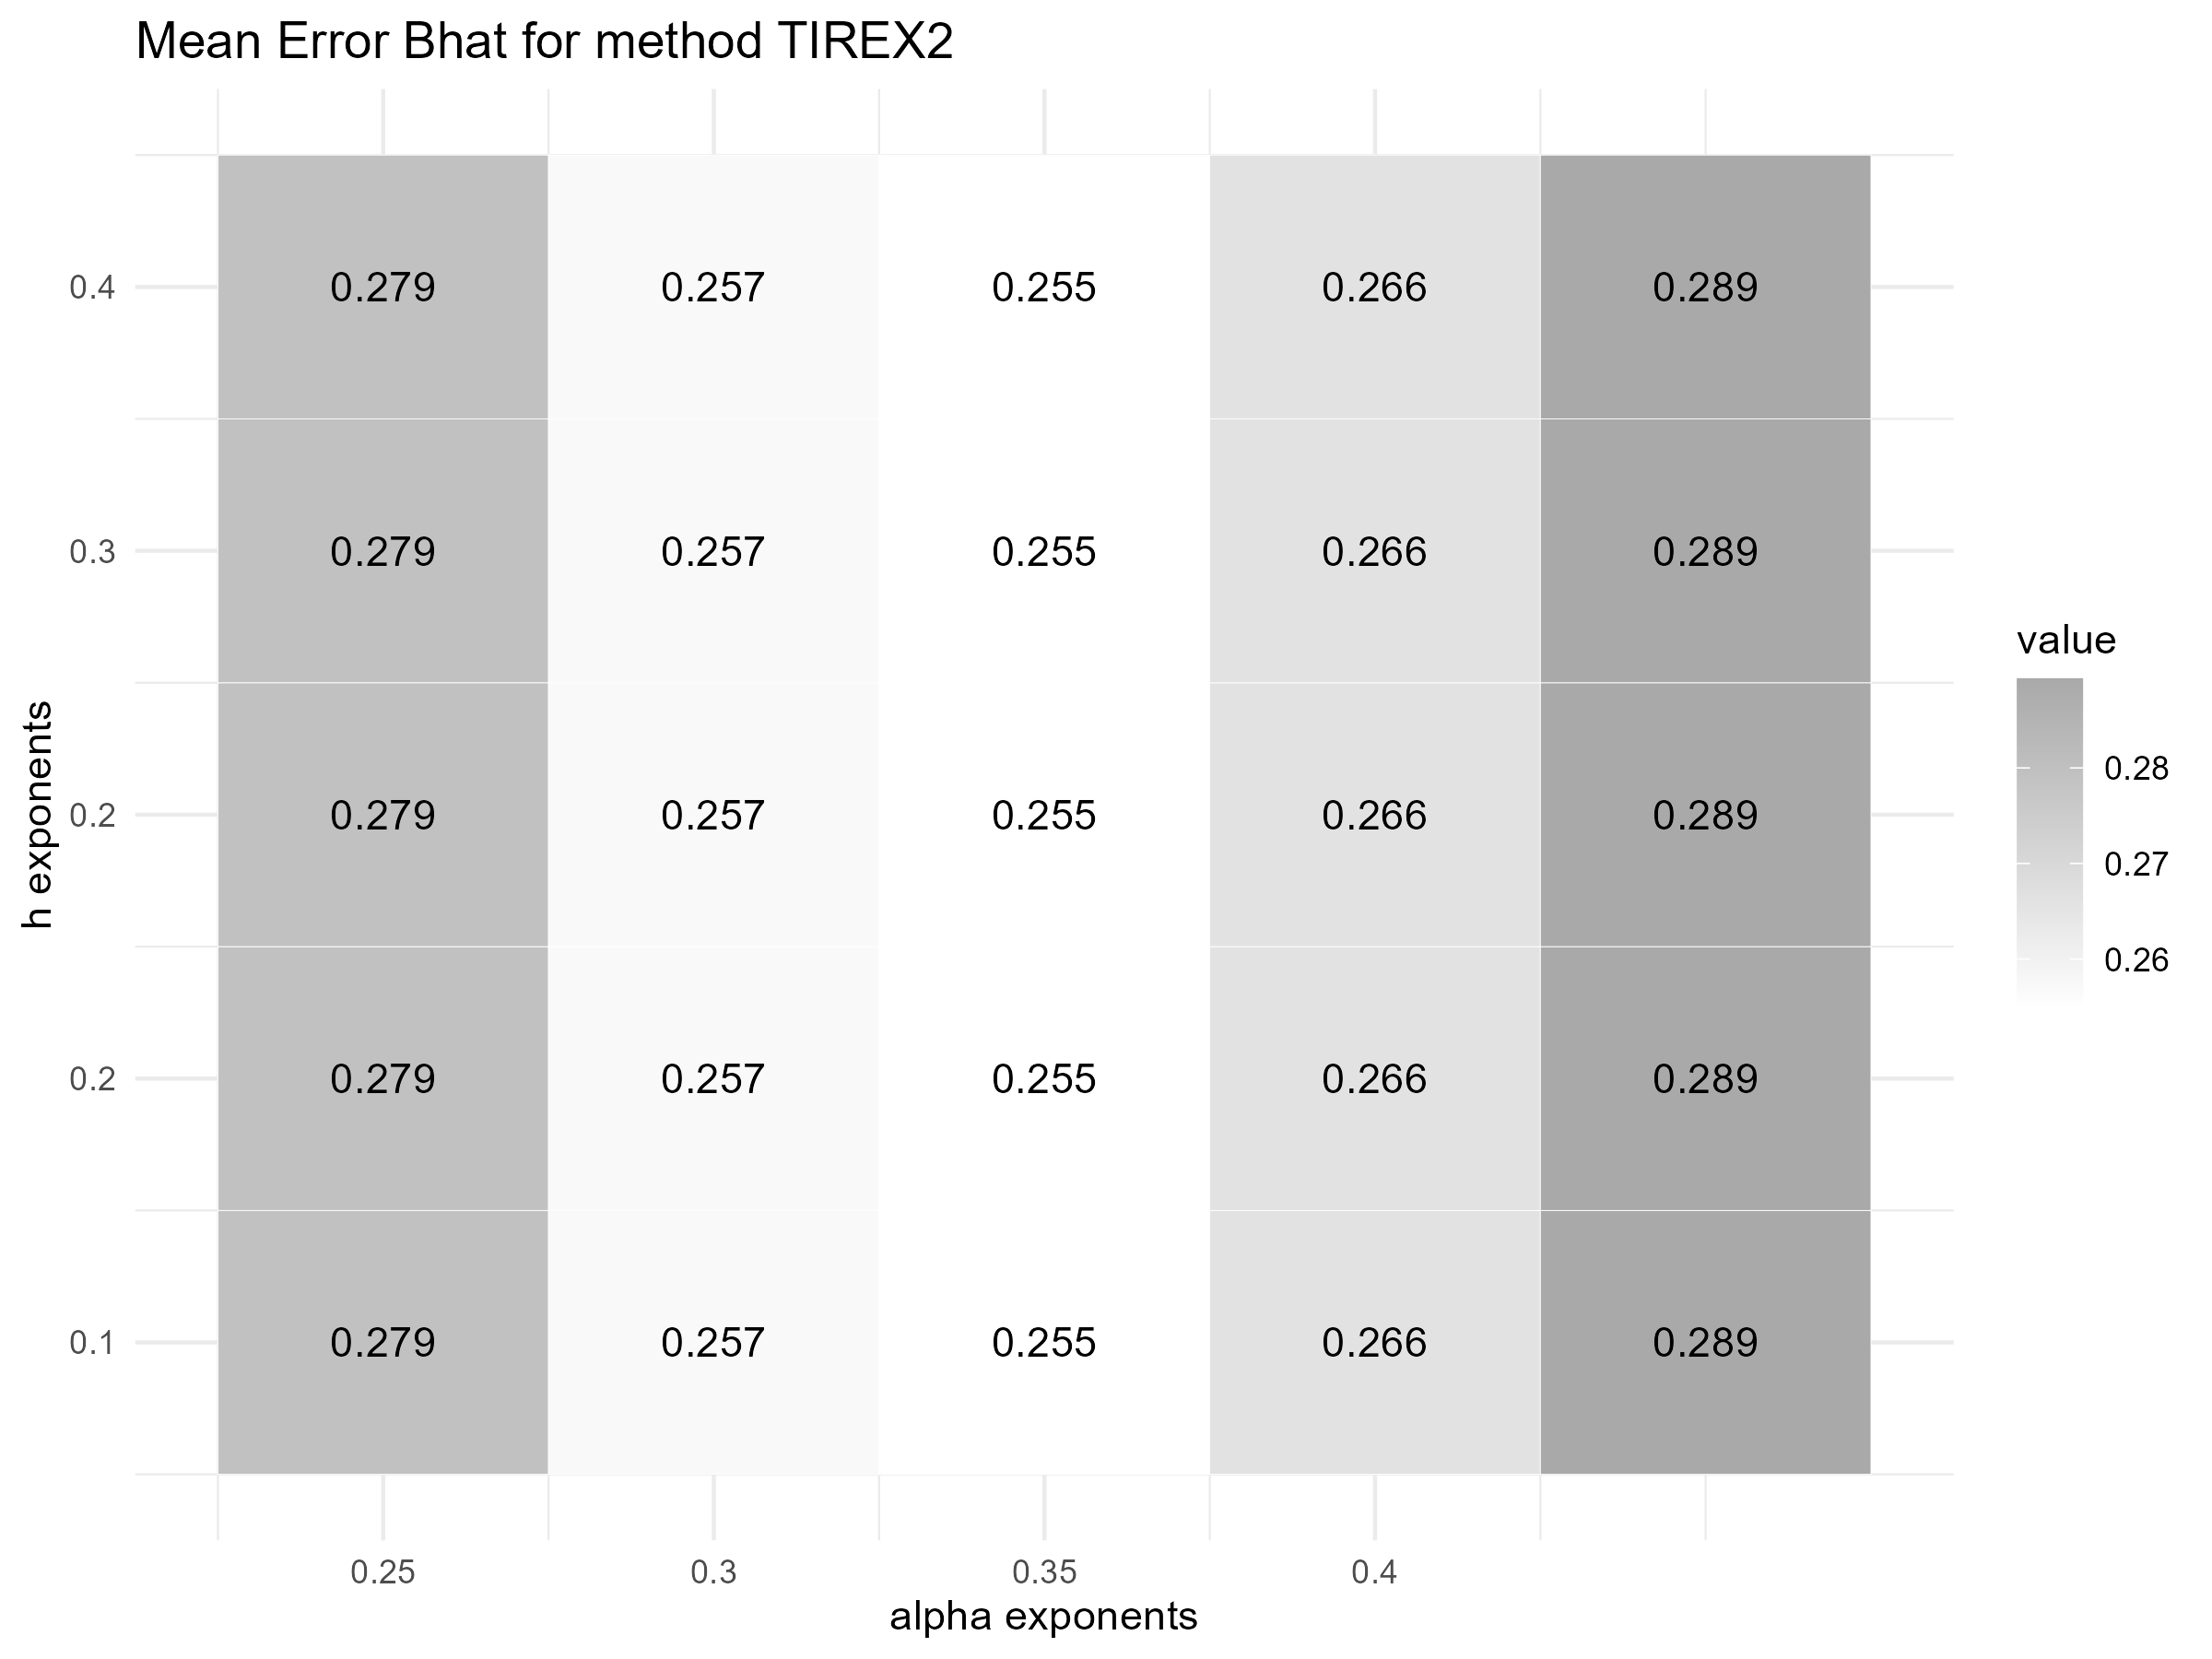 Mean Error Bhat for method TIREX2
0.4 0.279 0.257 0.255 0.266 0.289
0.3 0.279 0.257 0.255 0.266 0.289
0.2 0.279 0.257 0.255 0.266 0.289
0.2 0.279 0.257 0.255 0.266 0.289
0.1 0.279 0.257 0.255 0.266 0.289
h exponents
0.25 0.3 0.35 0.4
alpha exponents
value
0.28
0.27
0.26